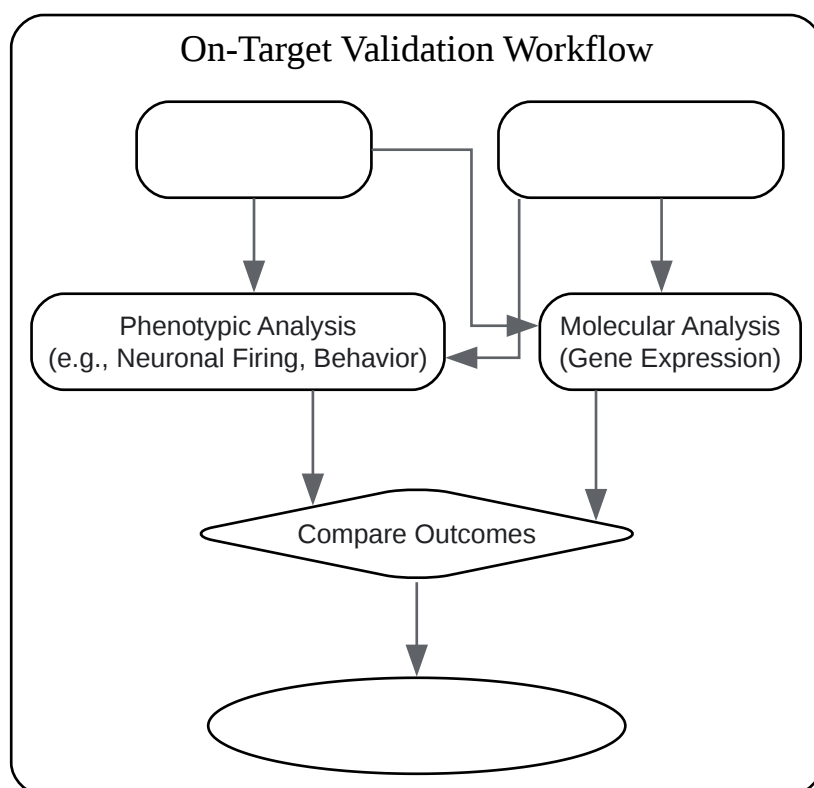 On-Target Validation Workflow
Phenotypic Analysis
(e.g., Neuronal Firing, Behavior)
Molecular Analysis
(Gene Expression)
Compare Outcomes